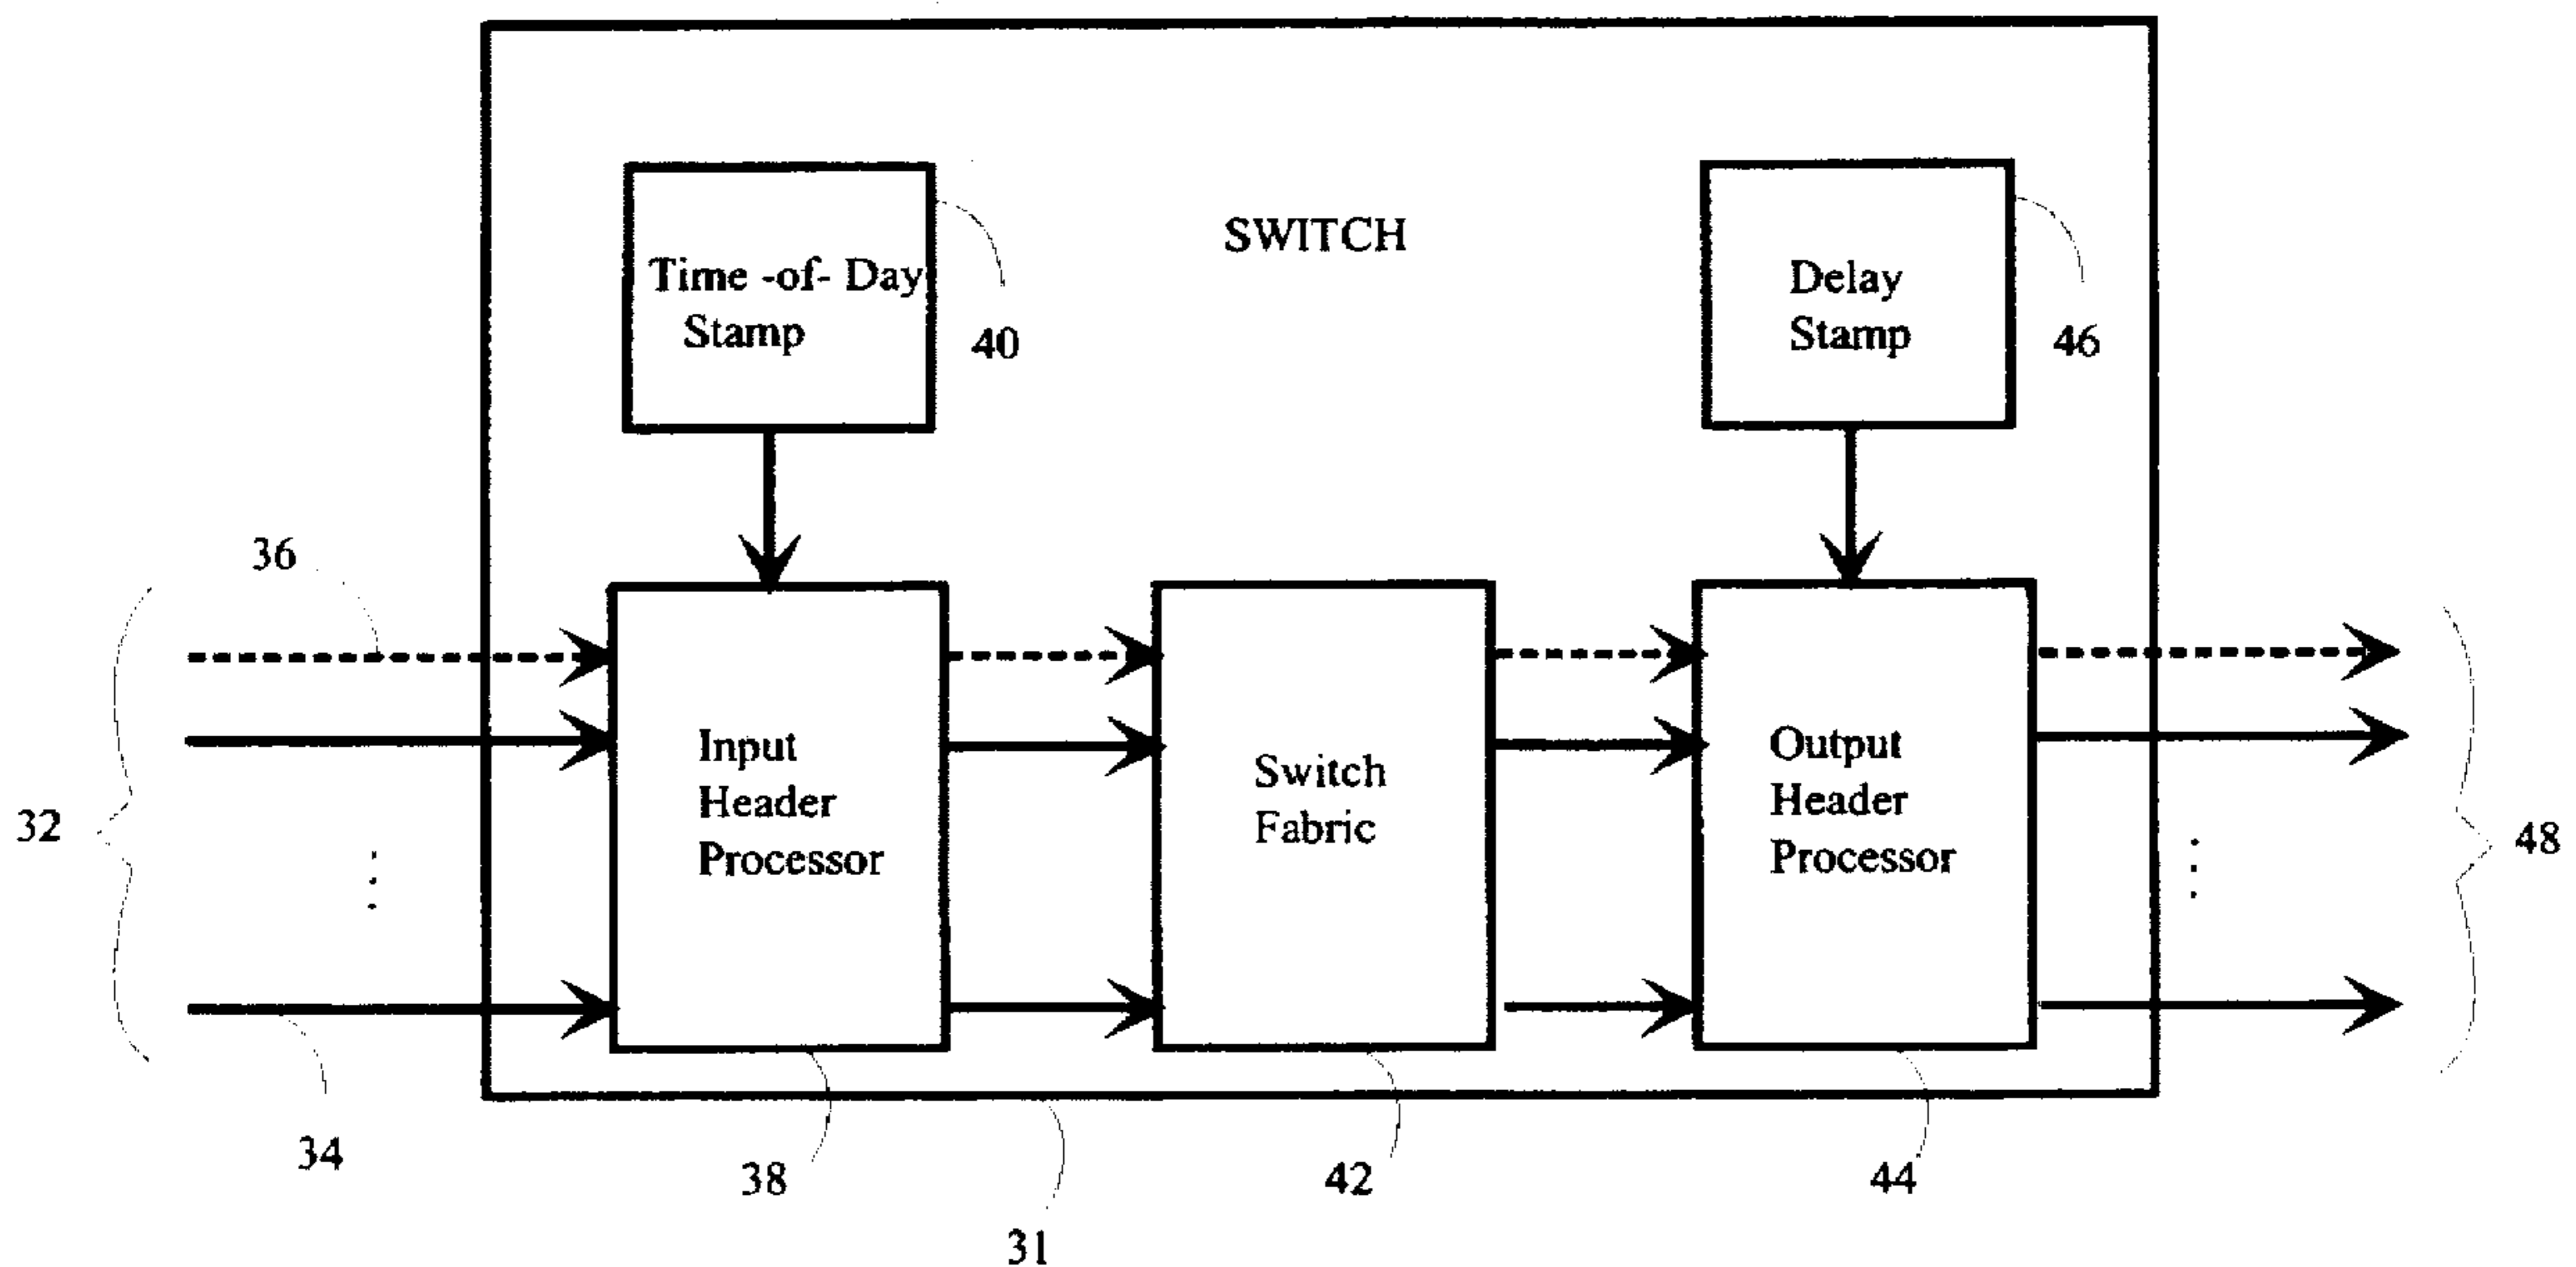 SWITCH
Time -of- Day
Stamp
40
Delay
Stamp
46
36
Input
Header
Processor
Switch
Fabric
Output
Header
Processor
32
48
34
38
42
44
31